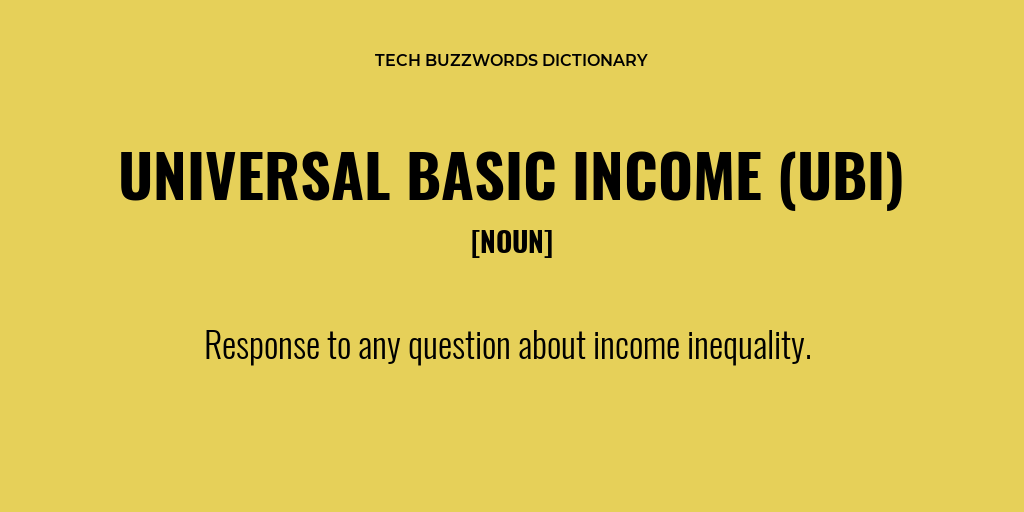 TECH BUZZWORDS DICTIONARY
UNIVERSAL BASIC INCOME (UBI)
[NOUN]
Response to any question about income inequality.